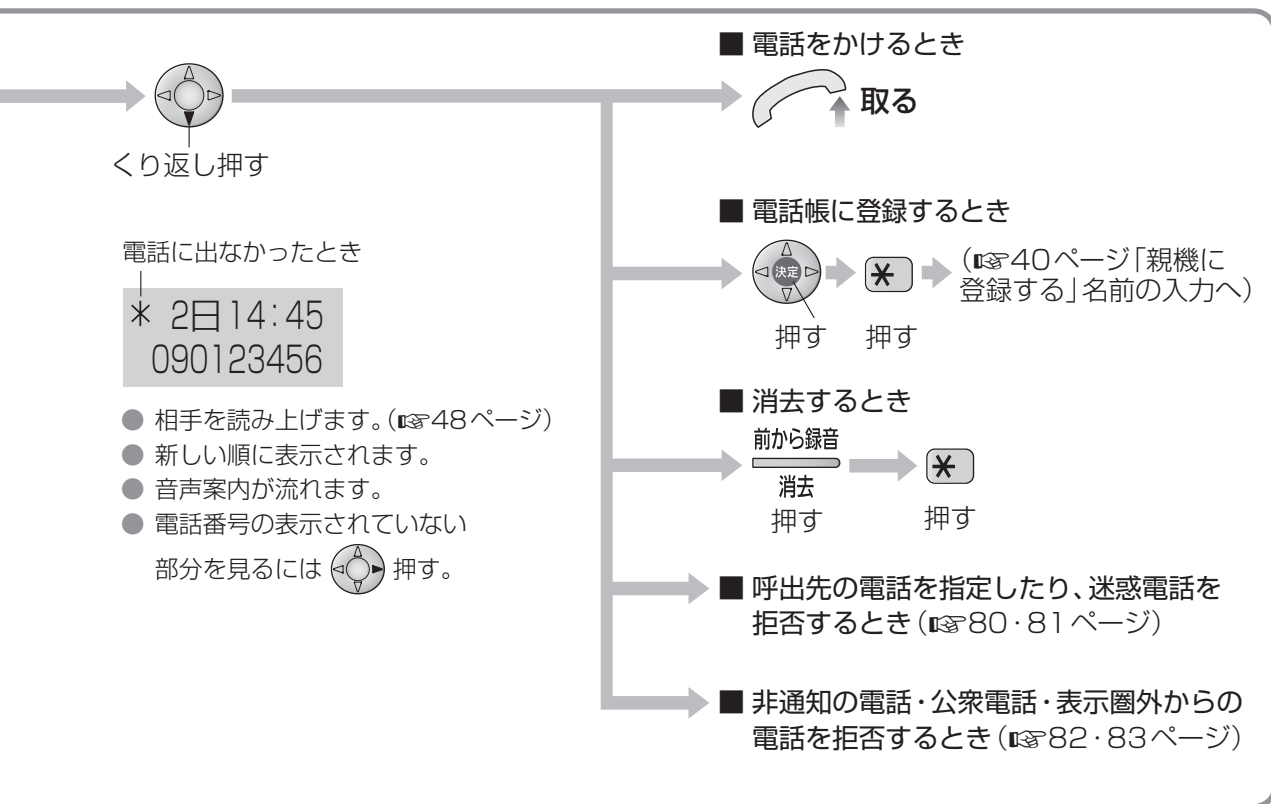 くり返し押す
電話に出なかったとき
＊ 2日14:45
090123456
● 相手を読み上げます。(☞48ページ)
● 新しい順に表示されます。
● 音声案内が流れます。
● 電話番号の表示されていない
部分を見るには 押す。
■ 電話をかけるとき
取る
■ 電話帳に登録するとき
決定
＊
(☞40ページ「親機に
登録する」名前の入力へ)
押す 押す
■ 消去するとき
前から録音
＊
消去
押す 押す
■ 呼出先の電話を指定したり、迷惑電話を
拒否するとき(☞80・81ページ)
■ 非通知の電話・公衆電話・表示圏外からの
電話を拒否するとき(☞82・83ページ)